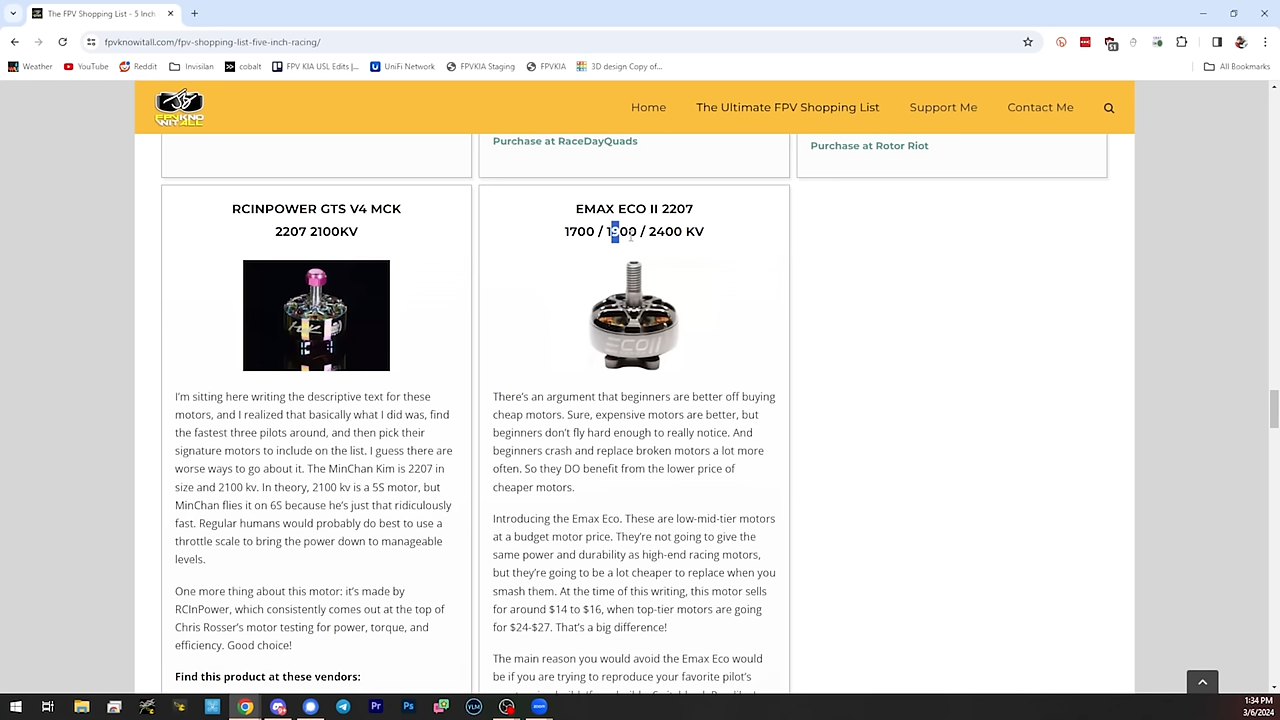 The FPV Shopping List - 5 Inch
fpvknowitall.com/fpv-shopping-list-five-inch-racing/
Weather
YouTube
Reddit
Invisilan
cobalt
FPV KIA USL Edits |...
UniFi Network
FPVKIA Staging
FPVKIA
3D design Copy of...
All Bookmarks
FPVKNO
WITALL
Home
The Ultimate FPV Shopping List
Support Me
Contact Me
Purchase at RaceDayQuads
Purchase at Rotor Riot
RCINPOWER GTS V4 MCK
2207 2100KV
I'm sitting here writing the descriptive text for these
motors, and I realized that basically what I did was, find
the fastest three pilots around, and then pick their
signature motors to include on the list. I guess there are
worse ways to go about it. The MinChan Kim is 2207 in
size and 2100 kv. In theory, 2100 kv is a 5S motor, but
MinChan flies it on 6S because he's just that ridiculously
fast. Regular humans would probably do best to use a
throttle scale to bring the power down to manageable
levels.
One more thing about this motor: it's made by
RCInPower, which consistently comes out at the top of
Chris Rosser's motor testing for power, torque, and
efficiency. Good choice!
Find this product at these vendors:
EMAX ECO II 2207
1700 / 1900 / 2400 KV
ECO II
There's an argument that beginners are better off buying
cheap motors. Sure, expensive motors are better, but
beginners don't fly hard enough to really notice. And
beginners crash and replace broken motors a lot more
often. So they DO benefit from the lower price of
cheaper motors.
Introducing the Emax Eco. These are low-mid-tier motors
at a budget motor price. They're not going to give the
same power and durability as high-end racing motors,
but they're going to be a lot cheaper to replace when you
smash them. At the time of this writing, this motor sells
for around $14 to $16, when top-tier motors are going
for $24-$27. That's a big difference!
The main reason you would avoid the Emax Eco would
be if you are trying to reproduce your favorite pilot's
1:34 PM
3/6/2024